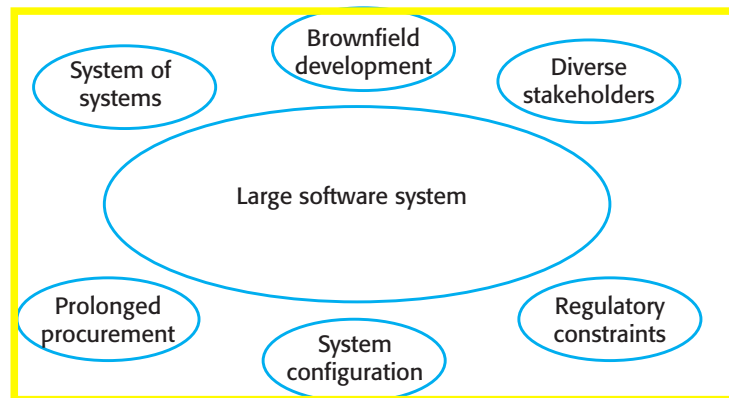 Brownfield
development
System of
systems
Diverse
stakeholders
Large software system
Prolonged
procurement
Regulatory
constraints
System
configuration